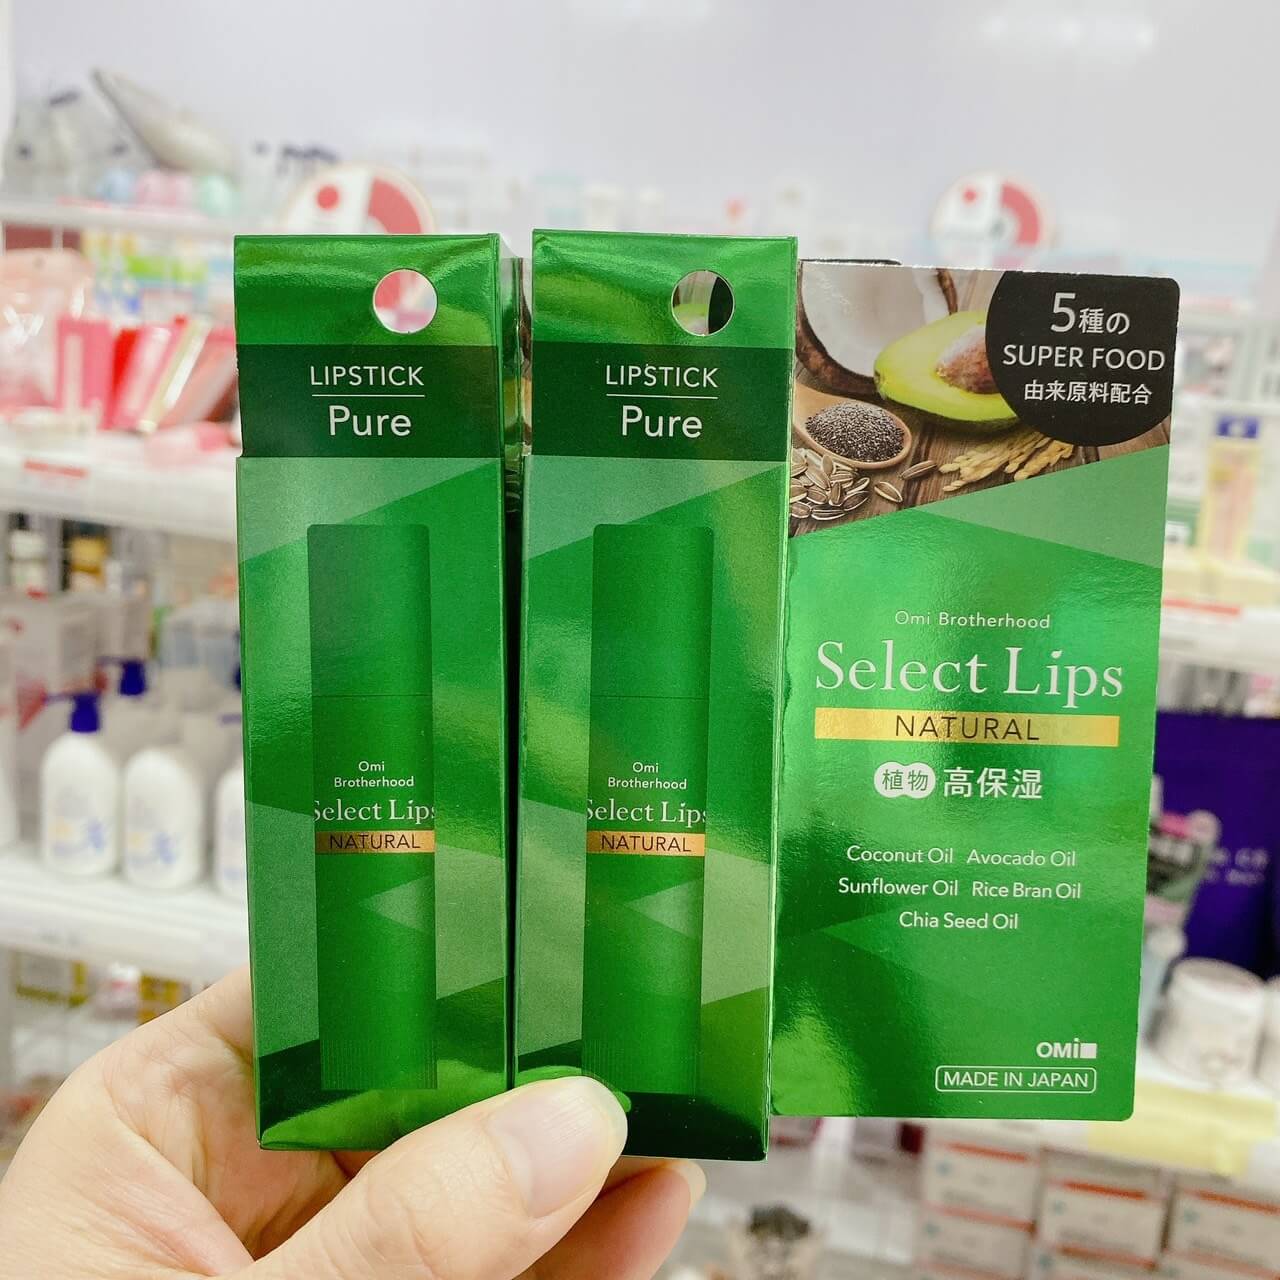 LIPSTICK
Pure
Omi
Brotherhood
Select Lips
NATURAL
LIPSTICK
Pure
Omi
Brotherhood
Select Lips
NATURAL
5種の
SUPER FOOD
由来原料配合
Omi Brotherhood
Select Lips
NATURAL
植物 高保湿
Coconut Oil Avocado Oil
Sunflower Oil Rice Bran Oil
Chia Seed Oil
OMi
MADE IN JAPAN